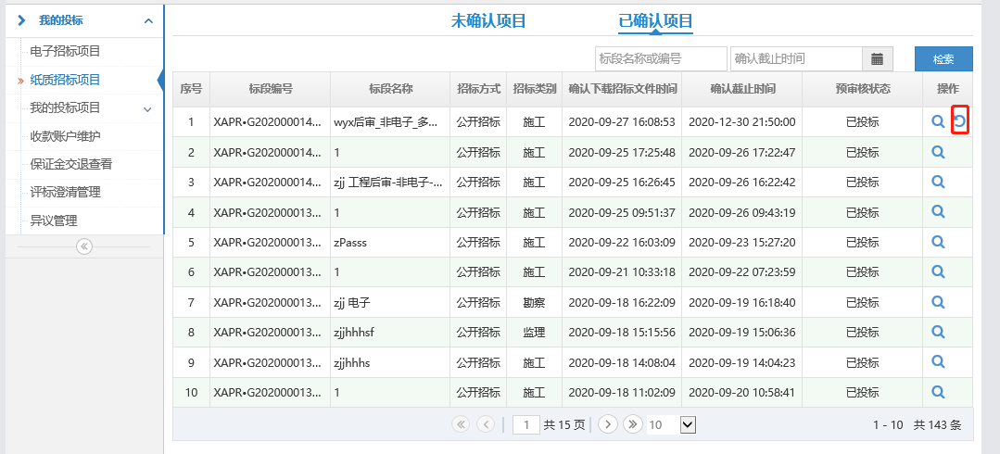 我的投标
电子招标项目
纸质招标项目
我的投标项目
收款账户维护
保证金交退查看
评标澄清管理
异议管理
未确认项目 已确认项目
标段名称或编号 确认截止时间 检索
序号 标段编号 标段名称 招标方式 招标类别 确认下载招标文件时间 确认截止时间 预审核状态 操作
1 XAPR•G202000014... wyx后审_非电子_多... 公开招标 施工 2020-09-27 16:08:53 2020-12-30 21:50:00 已投标
2 XAPR•G202000014... 1 公开招标 施工 2020-09-25 17:25:48 2020-09-26 17:22:47 已投标
3 XAPR•G202000014... zjj 工程后审-非电子-... 公开招标 施工 2020-09-25 16:26:45 2020-09-26 16:22:42 已投标
4 XAPR•G202000013... 1 公开招标 施工 2020-09-25 09:51:37 2020-09-26 09:43:19 已投标
5 XAPR•G202000013... zPasss 公开招标 施工 2020-09-22 16:03:09 2020-09-23 15:27:20 已投标
6 XAPR•G202000013... 1 公开招标 施工 2020-09-21 10:33:18 2020-09-22 07:23:59 已投标
7 XAPR•G202000013... zjj 电子 公开招标 勘察 2020-09-18 16:22:09 2020-09-19 16:18:40 已投标
8 XAPR•G202000013... zjjhhhsf 公开招标 监理 2020-09-18 15:15:56 2020-09-19 15:06:36 已投标
9 XAPR•G202000013... zjjhhhs 公开招标 施工 2020-09-18 14:08:04 2020-09-19 14:04:23 已投标
10 XAPR•G202000013... 1 公开招标 施工 2020-09-18 11:02:09 2020-09-20 10:58:41 已投标
1 共 15 页 10 1 - 10 共 143 条